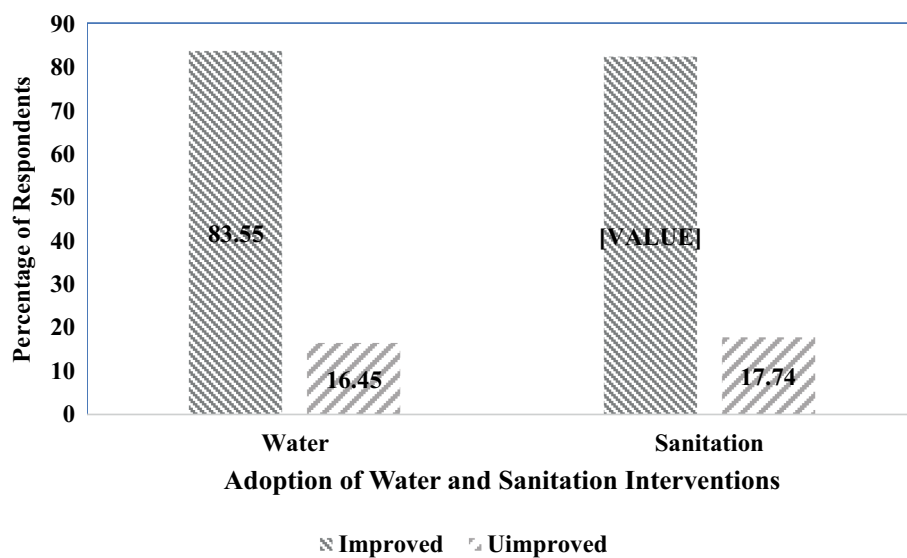 90
80
70
60
50
40
30
20
10
0
Percentage of Respondents
83.55
16.45
[VALUE]
17.74
Water
Sanitation
Adoption of Water and Sanitation Interventions
Improved
Uimproved